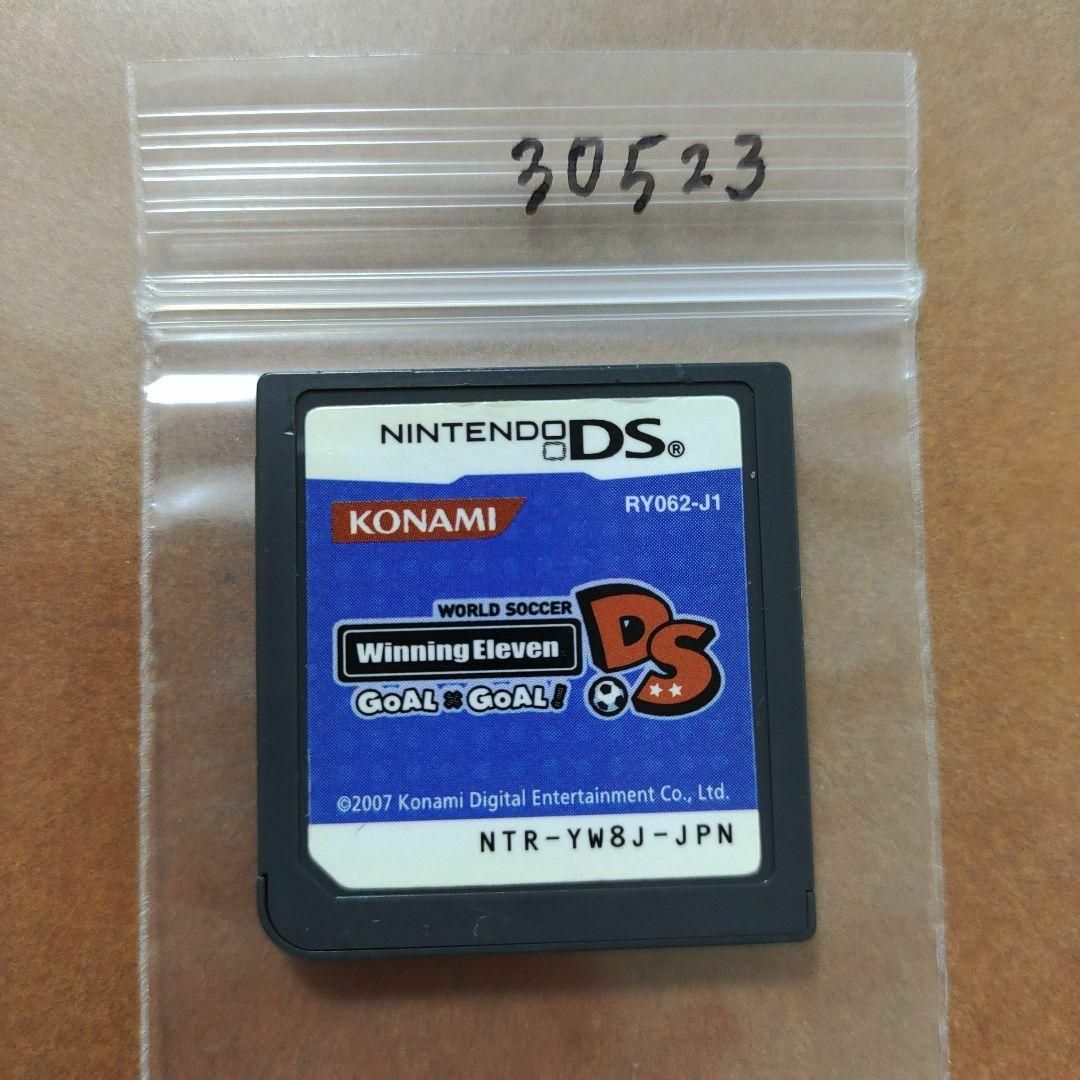 30523
NINTENDO DS®
KONAMI
RY062-J1
WORLD SOCCER
Winning Eleven
DS
GOAL × GOAL!
©2007 Konami Digital Entertainment Co., Ltd.
NTR-YW8J-JPN